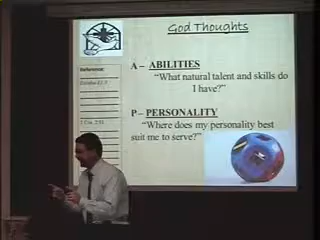 God Thoughts
Reference:
A – ABILITIES
"What natural talent and skills do
I have?"
P – PERSONALITY
"Where does my personality best
suit me to serve?"